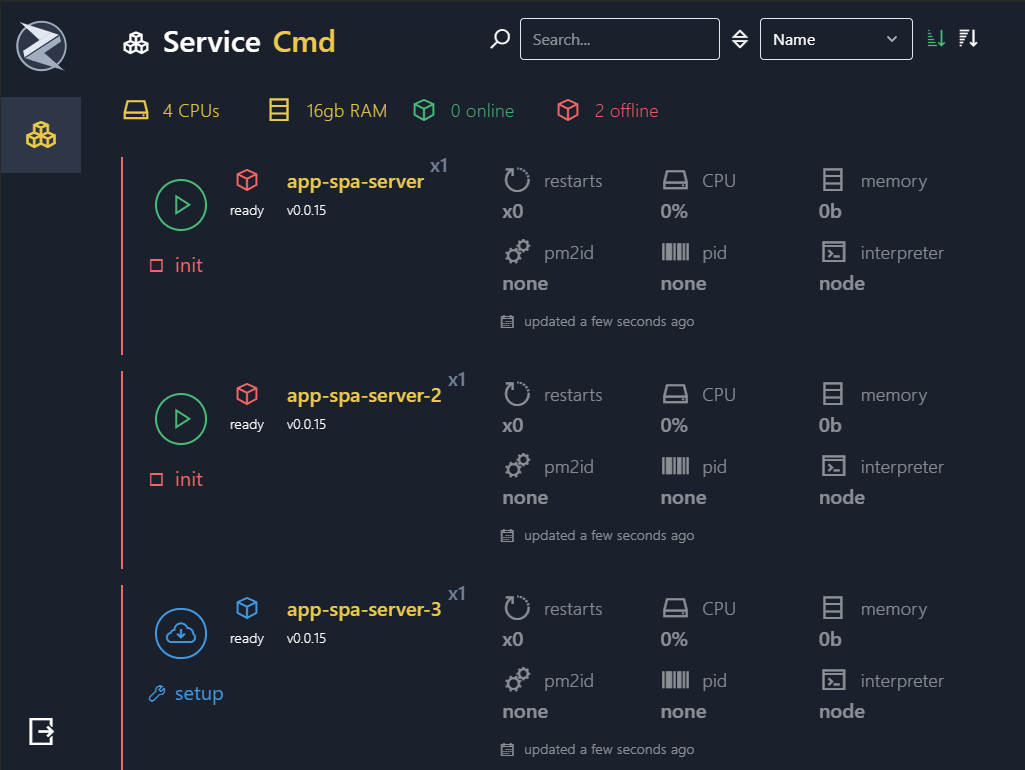 Service Cmd
Search...
Name
4 CPUs 16gb RAM 0 online 2 offline
app-spa-server x1
ready v0.0.15
init
restarts CPU memory
x0 0% 0b
pm2id pid interpreter
none none node
updated a few seconds ago
app-spa-server-2 x1
ready v0.0.15
init
restarts CPU memory
x0 0% 0b
pm2id pid interpreter
none none node
updated a few seconds ago
app-spa-server-3 x1
ready v0.0.15
setup
restarts CPU memory
x0 0% 0b
pm2id pid interpreter
none none node
updated a few seconds ago